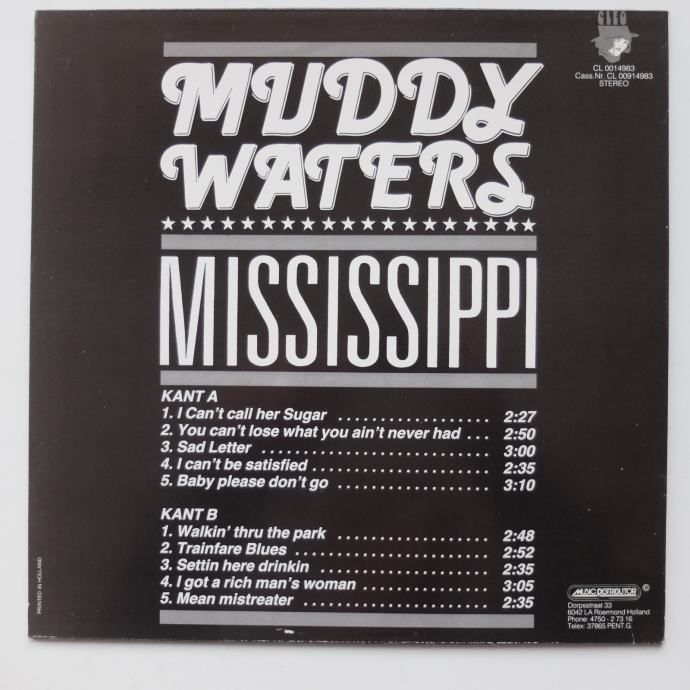 CLEO
CL 0014983
Cass.Nr. CL 00914983
STEREO
MUDDY
WATERS
MISSISSIPPI
KANT A
1. I Can't call her Sugar .................. 2:27
2. You can't lose what you ain't never had ... 2:50
3. Sad Letter ........................... 3:00
4. I can't be satisfied ..................... 2:35
5. Baby please don't go .................. 3:10
KANT B
1. Walkin' thru the park ................... 2:48
2. Trainfare Blues ....................... 2:52
3. Settin here drinkin ..................... 2:35
4. I got a rich man's woman ................ 3:05
5. Mean mistreater ...................... 2:35
PRINTED IN HOLLAND
MUSIC DISTRIBUTOR ©
Dorpsstraat 33
6042 LA Roermond Holland
Phone: 4750 - 2 73 16
Telex: 37865 PENT.G.